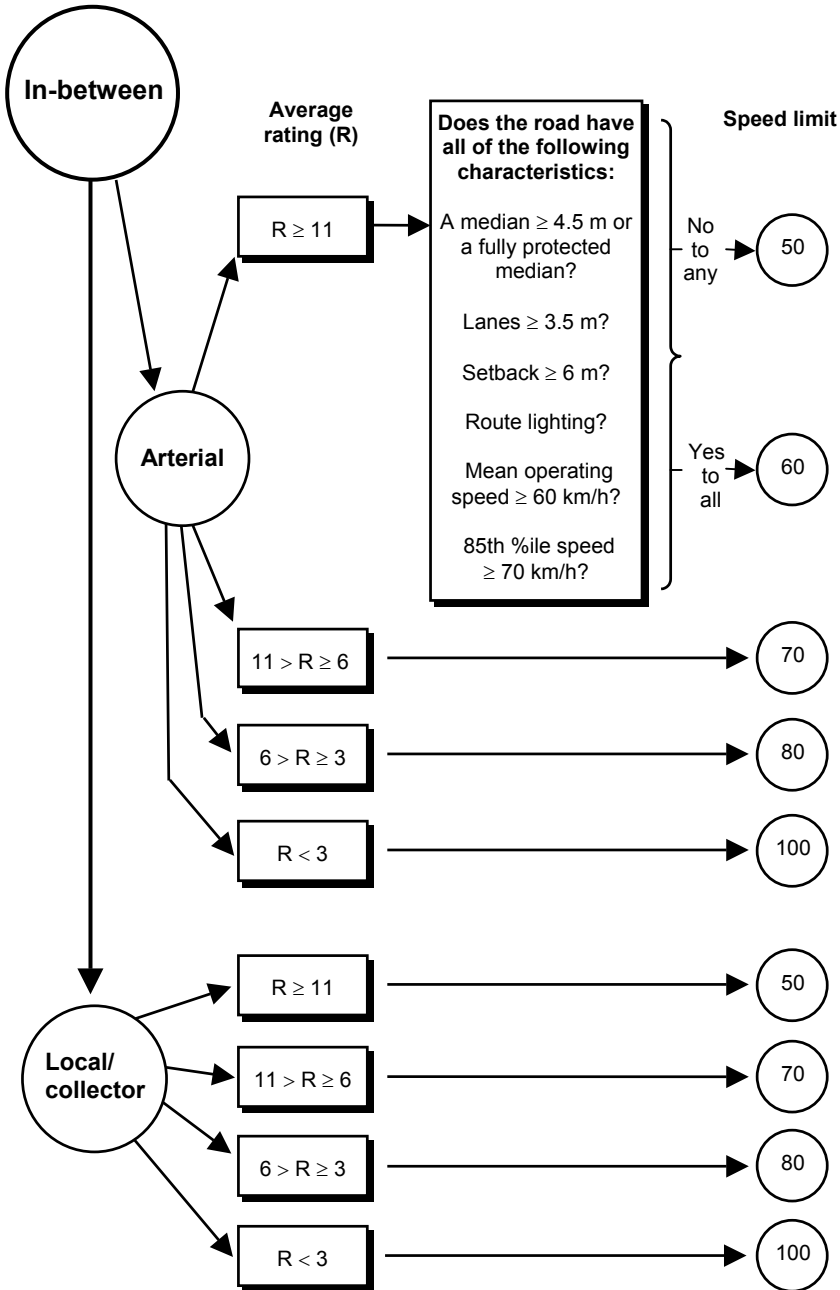 In-between
Average
rating (R)
Does the road have
all of the following
characteristics:
Speed limit
R ≥ 11
A median ≥ 4.5 m or
a fully protected
median?
Lanes ≥ 3.5 m?
Setback ≥ 6 m?
Route lighting?
Mean operating
speed ≥ 60 km/h?
85th %ile speed
≥ 70 km/h?
No
to
any
50
Yes
to
all
60
Arterial
11 > R ≥ 6
70
6 > R ≥ 3
80
R < 3
100
Local/
collector
R ≥ 11
50
11 > R ≥ 6
70
6 > R ≥ 3
80
R < 3
100